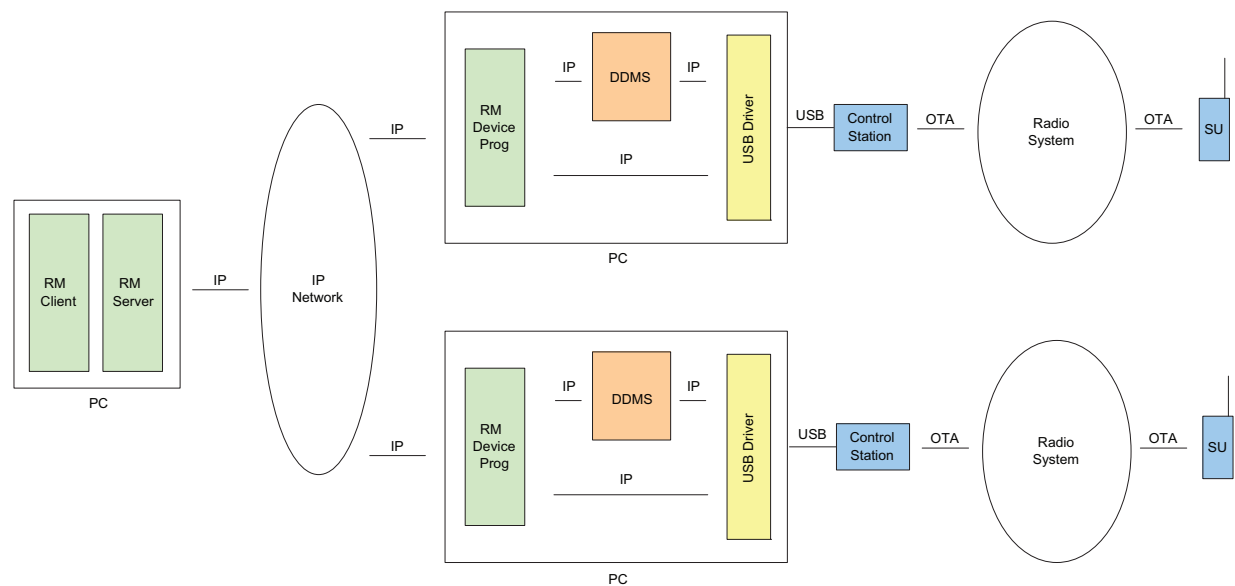 IP
IP
DDMS
RM
Device
Prog
USB Driver
USB
Control
Station
OTA
Radio
System
OTA
SU
IP
IP
PC
RM
Client
RM
Server
IP
IP
Network
PC
IP
IP
DDMS
RM
Device
Prog
USB Driver
USB
Control
Station
OTA
Radio
System
OTA
SU
IP
IP
PC